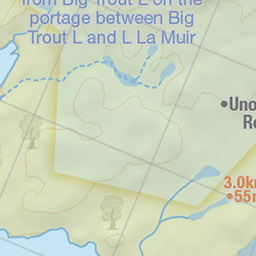 from Big Trout L on the
portage between Big
Trout L and L La Muir
Uno
Re
3.0k
55